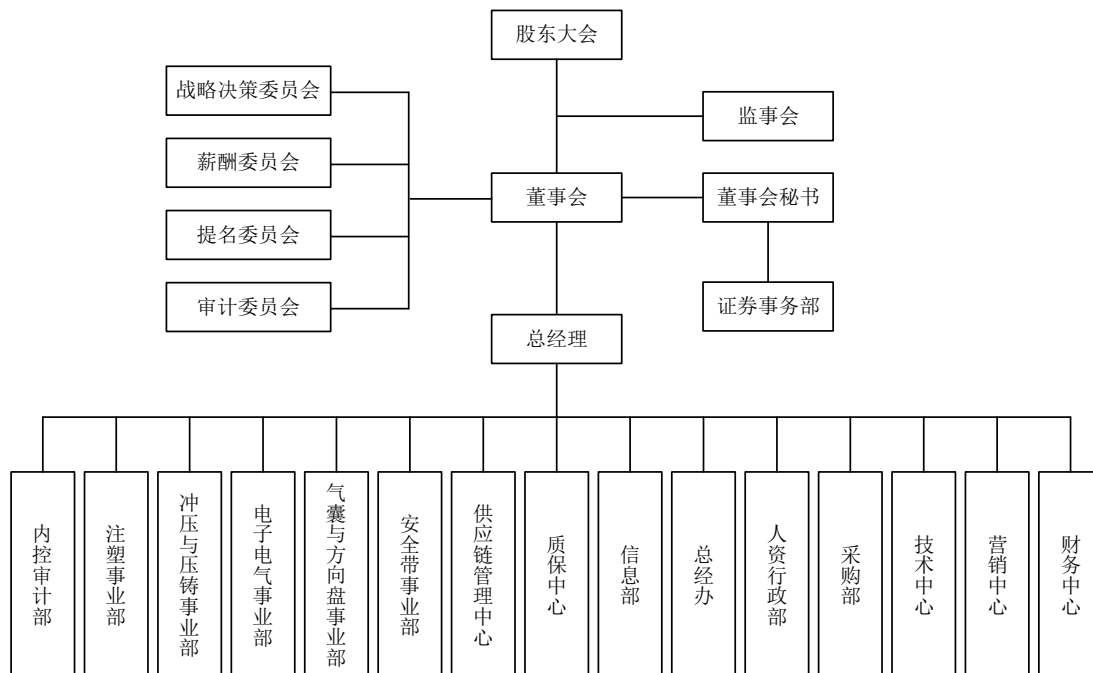 股东大会
战略决策委员会
监事会
薪酬委员会
董事会
董事会秘书
提名委员会
审计委员会
证券事务部
总经理
内控审计部
注塑事业部
冲压与压铸事业部
电子电气事业部
气囊与方向盘事业部
安全带事业部
供应链管理中心
质保中心
信息部
总经办
人资行政部
采购部
技术中心
营销中心
财务中心